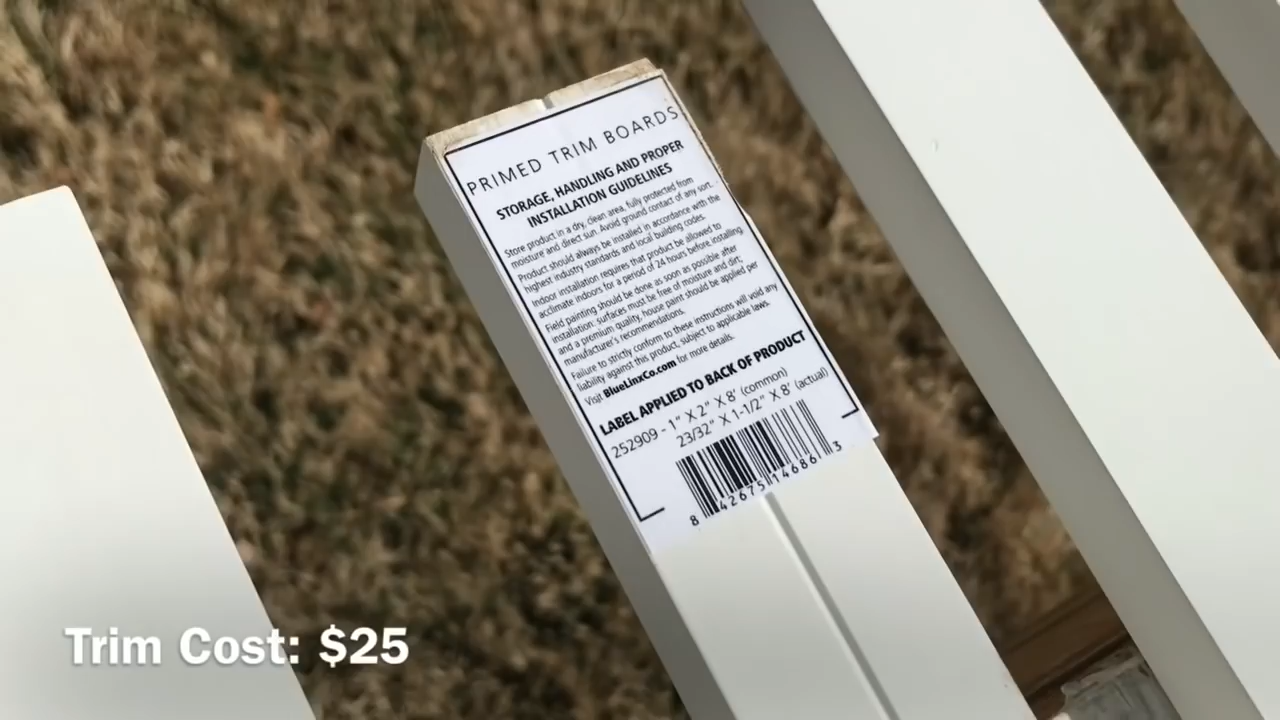 PRIMED TRIM BOARDS
STORAGE, HANDLING AND PROPER
INSTALLATION GUIDELINES
Store product in a dry, clean area, fully protected from
moisture and direct sun. Avoid ground contact of any sort.
Product should always be installed in accordance with the
highest industry standards and local building codes.
Indoor installation requires that product be allowed to
acclimate indoors for a period of 24 hours before installing.
Field painting should be done as soon as possible after
installation: surfaces must be free of moisture and dirt,
and a premium quality, house paint should be applied per
manufacturer's recommendations.
Failure to strictly conform to these instructions will void any
liability against this product, subject to applicable laws.
Visit BlueLinxCo.com for more details.
LABEL APPLIED TO BACK OF PRODUCT
252909 - 1" X 2" X 8' (common)
23/32" X 1-1/2" X 8' (actual)
8 42675 14686 3
Trim Cost: $25